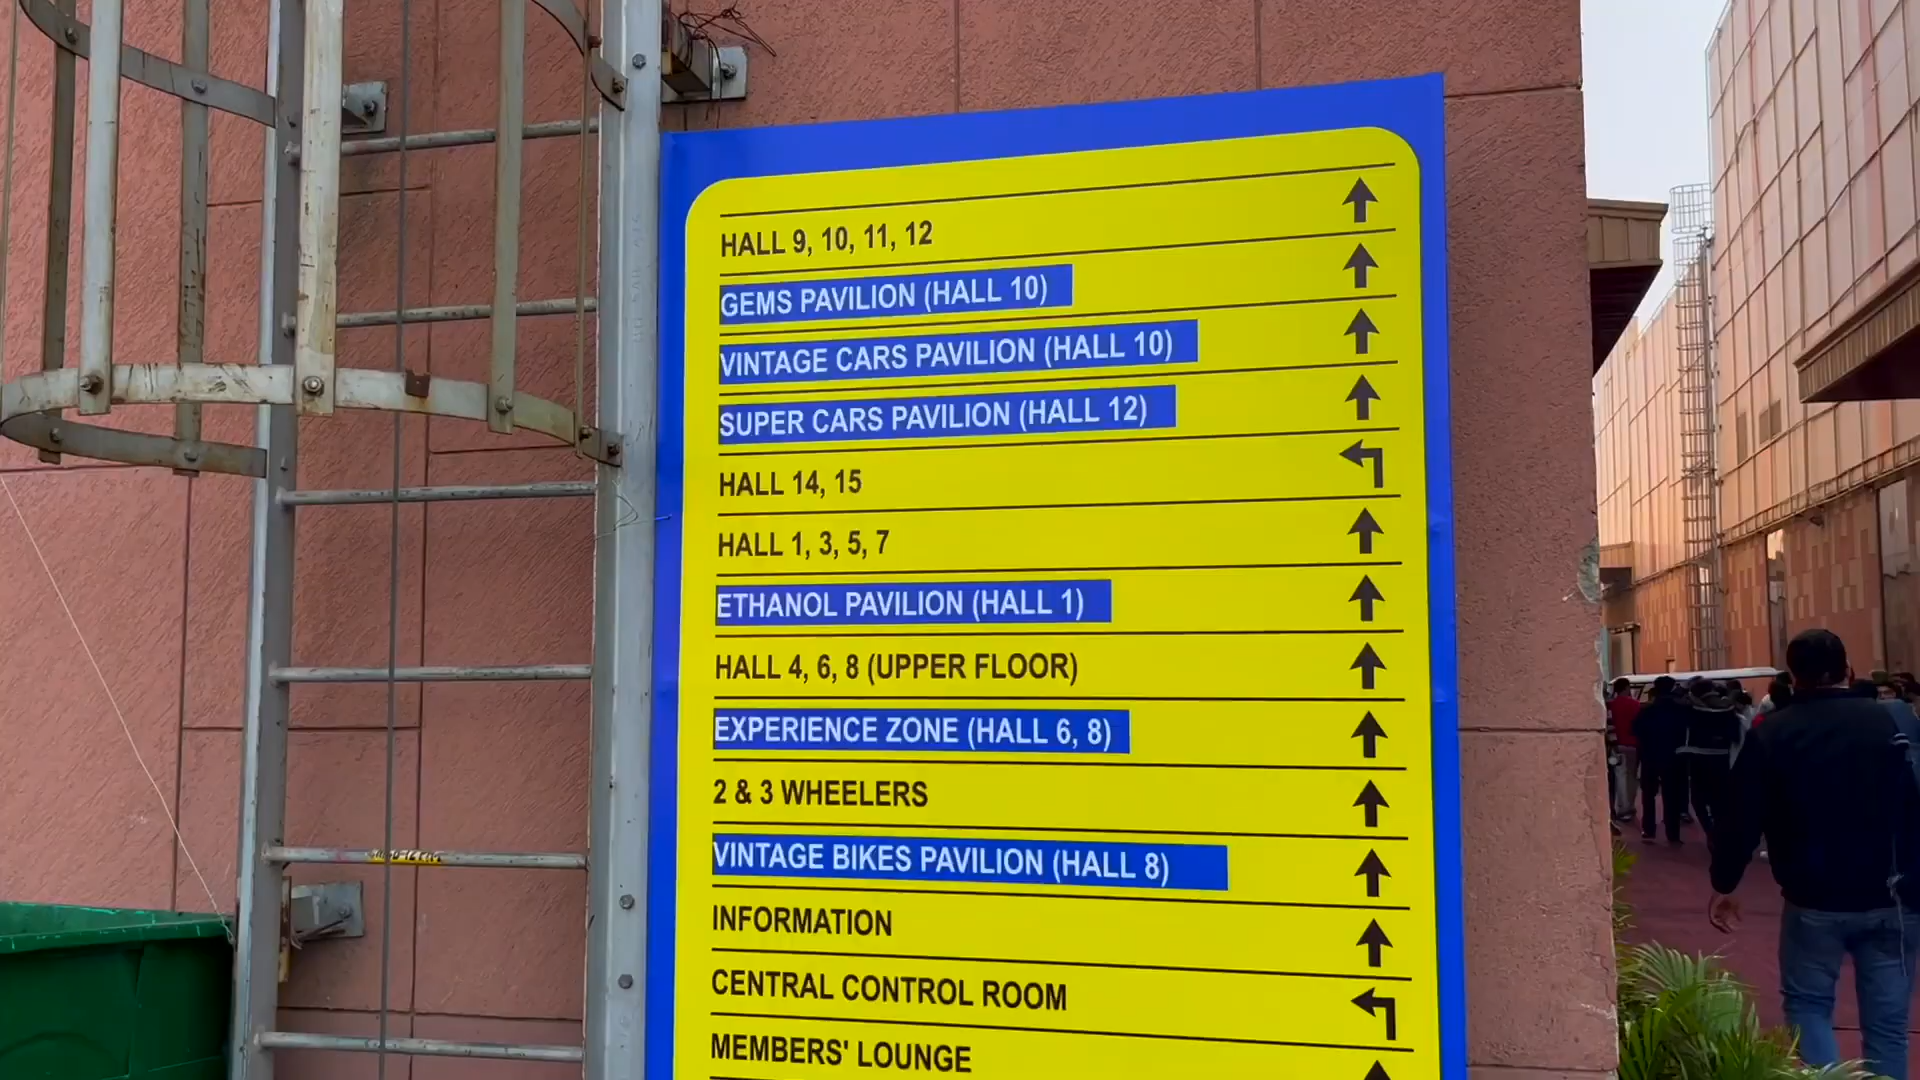 HALL 9, 10, 11, 12
GEMS PAVILION (HALL 10)
VINTAGE CARS PAVILION (HALL 10)
SUPER CARS PAVILION (HALL 12)
HALL 14, 15
HALL 1, 3, 5, 7
ETHANOL PAVILION (HALL 1)
HALL 4, 6, 8 (UPPER FLOOR)
EXPERIENCE ZONE (HALL 6, 8)
2 & 3 WHEELERS
VINTAGE BIKES PAVILION (HALL 8)
INFORMATION
CENTRAL CONTROL ROOM
MEMBERS' LOUNGE